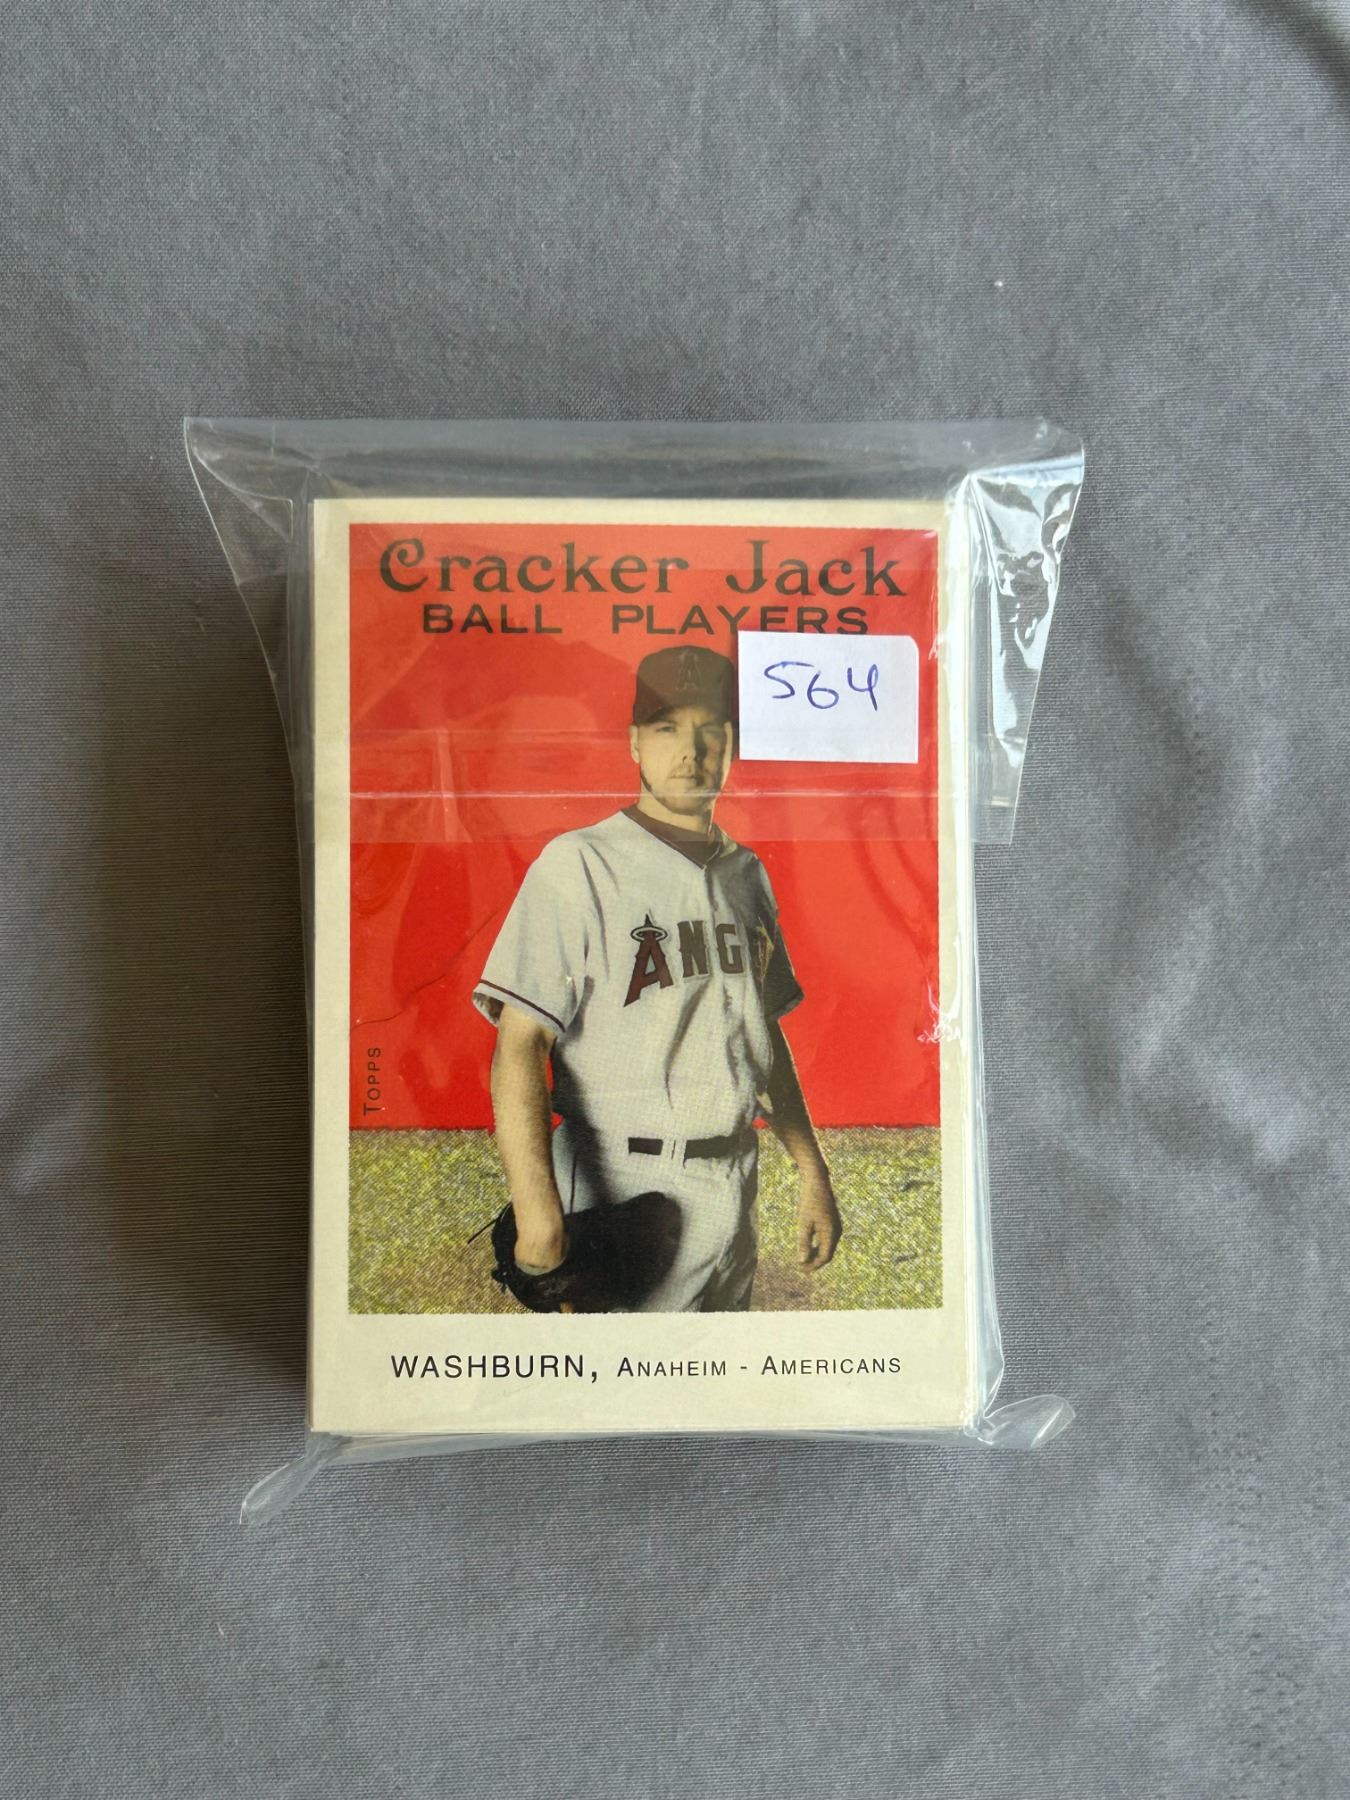 Cracker Jack
BALL PLAYERS
564
A
ANG
TOPPS
WASHBURN, ANAHEIM - AMERICANS